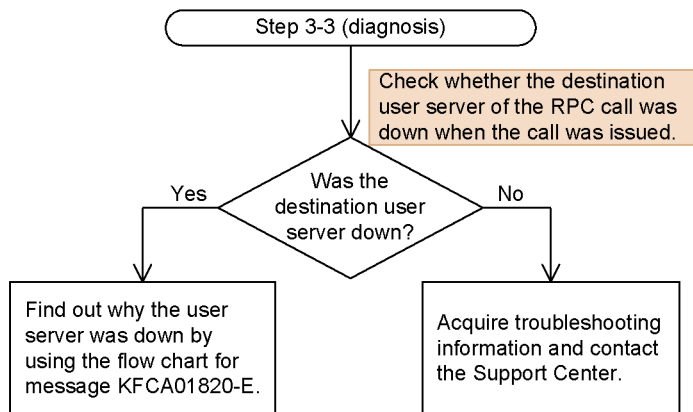 Step 3-3 (diagnosis)
Check whether the destination
user server of the RPC call was
down when the call was issued.
Was the
destination user
server down?
Yes
No
Find out why the user
server was down by
using the flow chart for
message KFCA01820-E.
Acquire troubleshooting
information and contact
the Support Center.